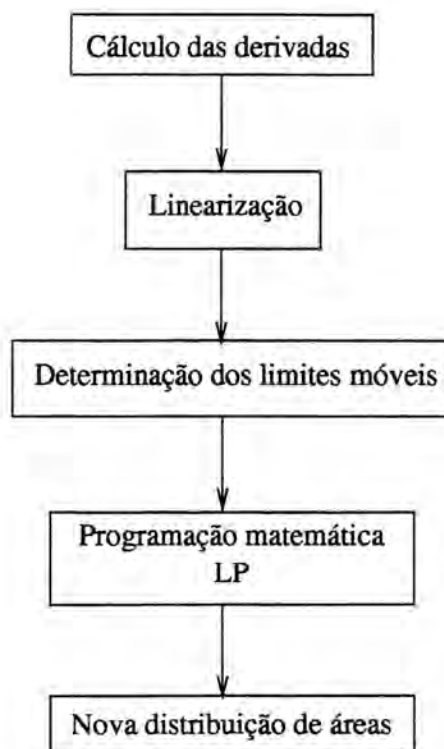 Cálculo das derivadas
Linearização
Determinação dos limites móveis
Programação matemática
LP
Nova distribuição de áreas